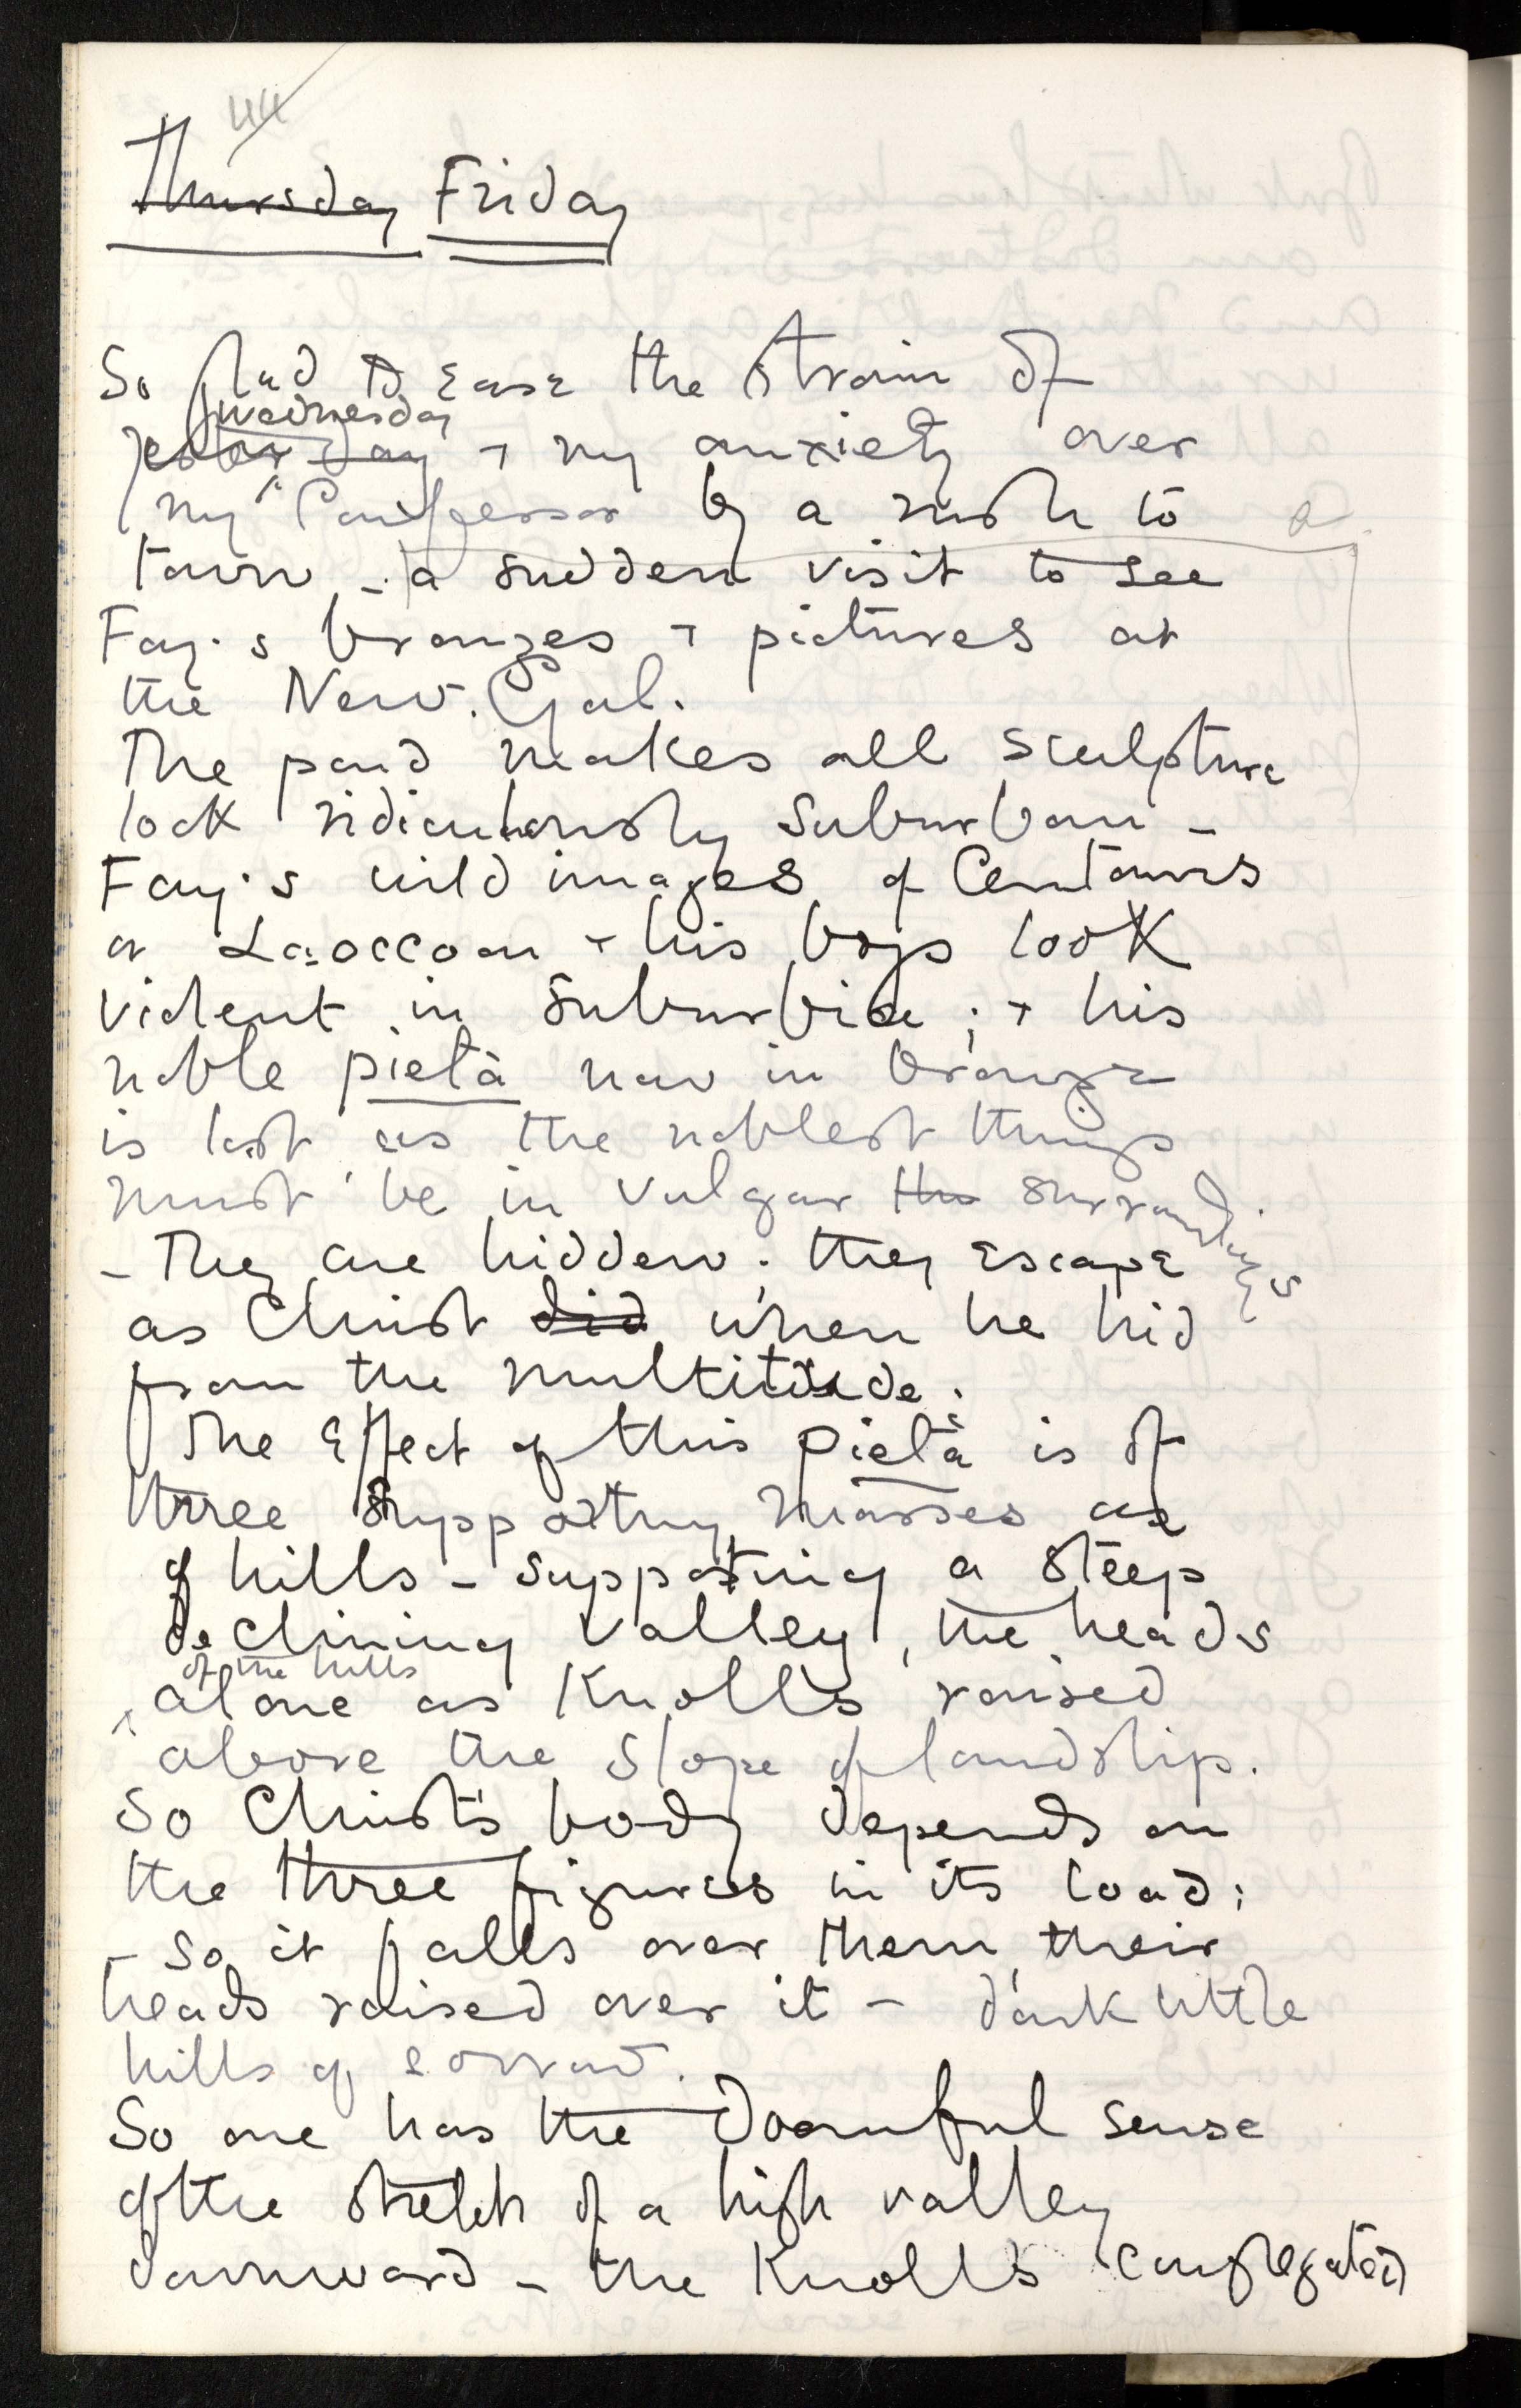 44
Thursday Friday
So glad to ease the strain of
Wednesday
yesterday + my anxiety over
my Confessor by a rush to
town - a sudden visit to see
Fay's bronzes + pictures at
the New. Gal.
The pond makes all sculpture
look ridiculously suburban -
Fay's wild images of Centaurs
or Laoccoon + his boys look
violent in suburbia; + his
noble pietà now in bronze
is lost as the noblest things
must be in vulgar the surroundings
- They are hidden; they escape
as Christ did when he hid
from the multitude.
The Effect of this pietà is of
three supporting masses as
of hills - supporting a steep
declining valley, the heads
of the hills
alone as Knolls raised
above the slope of landslip.
So Christ's body depends on
the three figures in its load;
- so it falls over them, their
heads raised over it - dark little
hills of sorrow.
So one has the doomful sense
of the stretch of a high valley
downward - the Knolls congregated